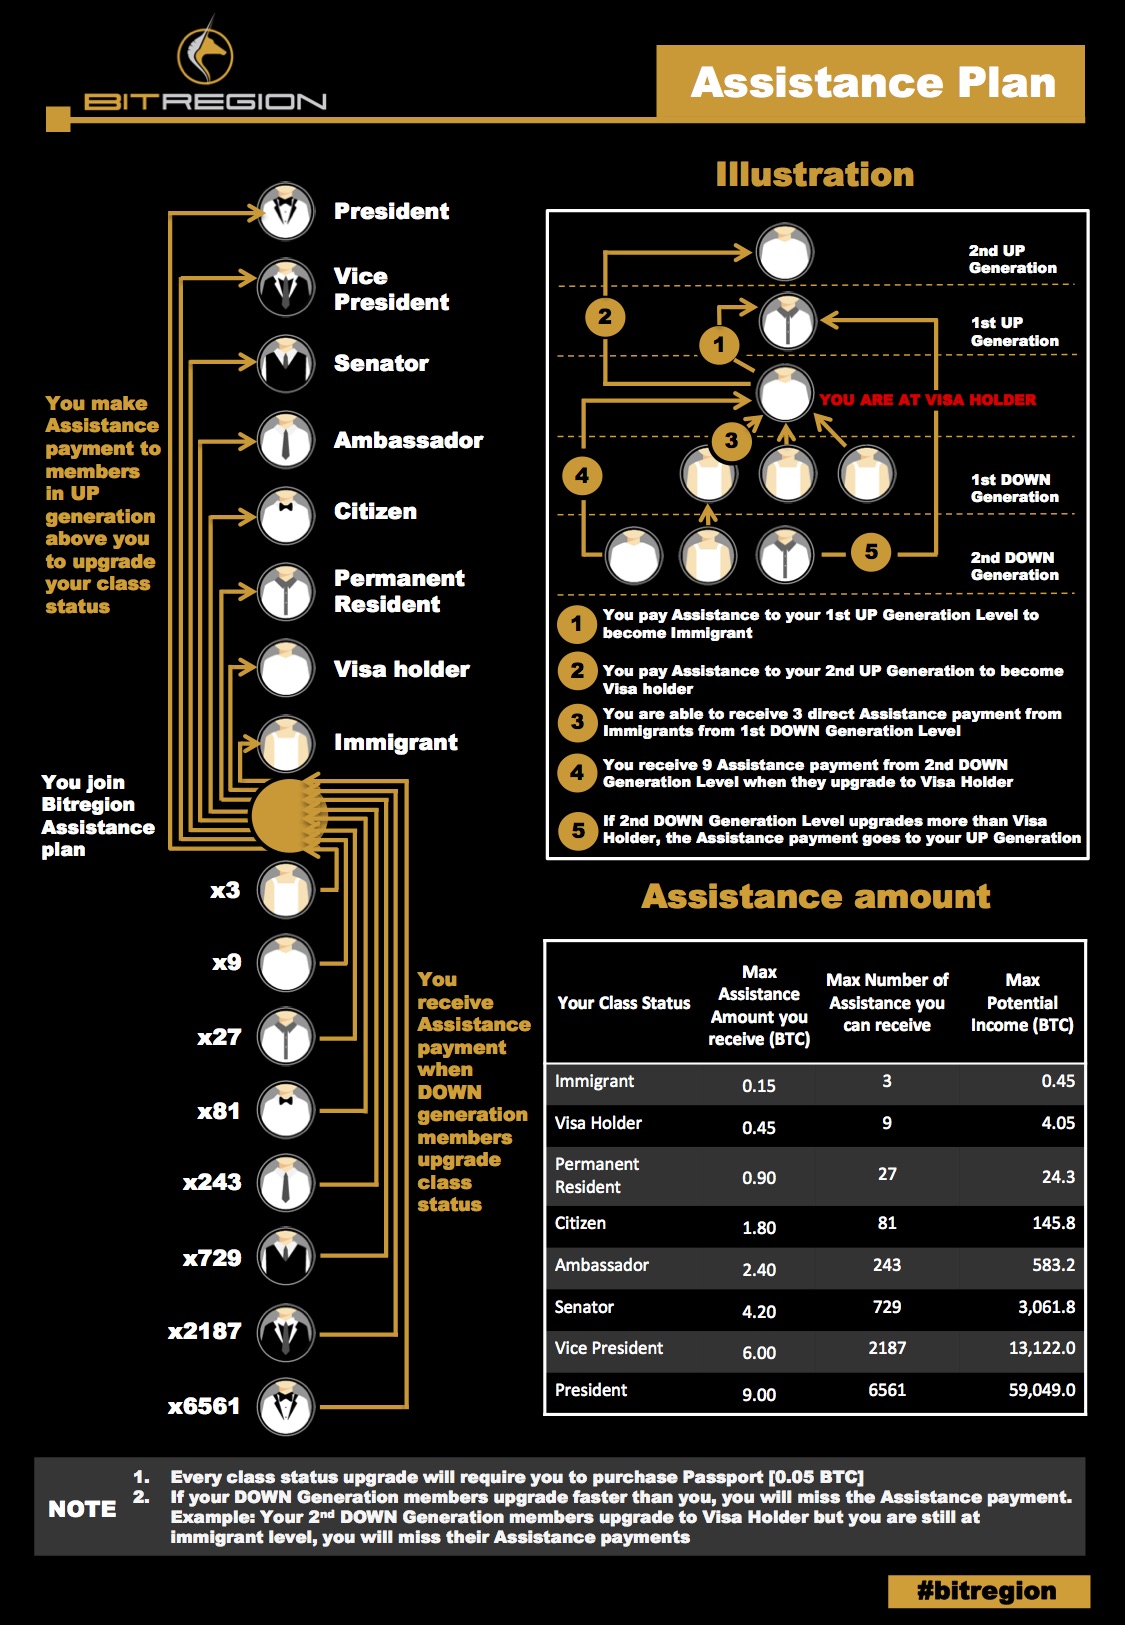 BITREGION
Assistance Plan
President
Vice
President
Senator
Ambassador
Citizen
Permanent
Resident
Visa holder
Immigrant
You make
Assistance
payment to
members
in UP
generation
above you
to upgrade
your class
status
You join
Bitregion
Assistance
plan
x3
x9
x27
x81
x243
x729
x2187
x6561
You
receive
Assistance
payment
when
DOWN
generation
members
upgrade
class
status
Illustration
2nd UP
Generation
2
1st UP
Generation
1
YOU ARE AT VISA HOLDER
3
4
1st DOWN
Generation
5
2nd DOWN
Generation
1 You pay Assistance to your 1st UP Generation Level to
become Immigrant
2 You pay Assistance to your 2nd UP Generation to become
Visa holder
3 You are able to receive 3 direct Assistance payment from
Immigrants from 1st DOWN Generation Level
4 You receive 9 Assistance payment from 2nd DOWN
Generation Level when they upgrade to Visa Holder
5 If 2nd DOWN Generation Level upgrades more than Visa
Holder, the Assistance payment goes to your UP Generation
Assistance amount
Your Class Status
Max
Assistance
Amount you
receive (BTC)
Max Number of
Assistance you
can receive
Max
Potential
Income (BTC)
Immigrant 0.15 3 0.45
Visa Holder 0.45 9 4.05
Permanent
Resident 0.90 27 24.3
Citizen 1.80 81 145.8
Ambassador 2.40 243 583.2
Senator 4.20 729 3,061.8
Vice President 6.00 2187 13,122.0
President 9.00 6561 59,049.0
NOTE
1. Every class status upgrade will require you to purchase Passport [0.05 BTC]
2. If your DOWN Generation members upgrade faster than you, you will miss the Assistance payment.
Example: Your 2nd DOWN Generation members upgrade to Visa Holder but you are still at
immigrant level, you will miss their Assistance payments
#bitregion